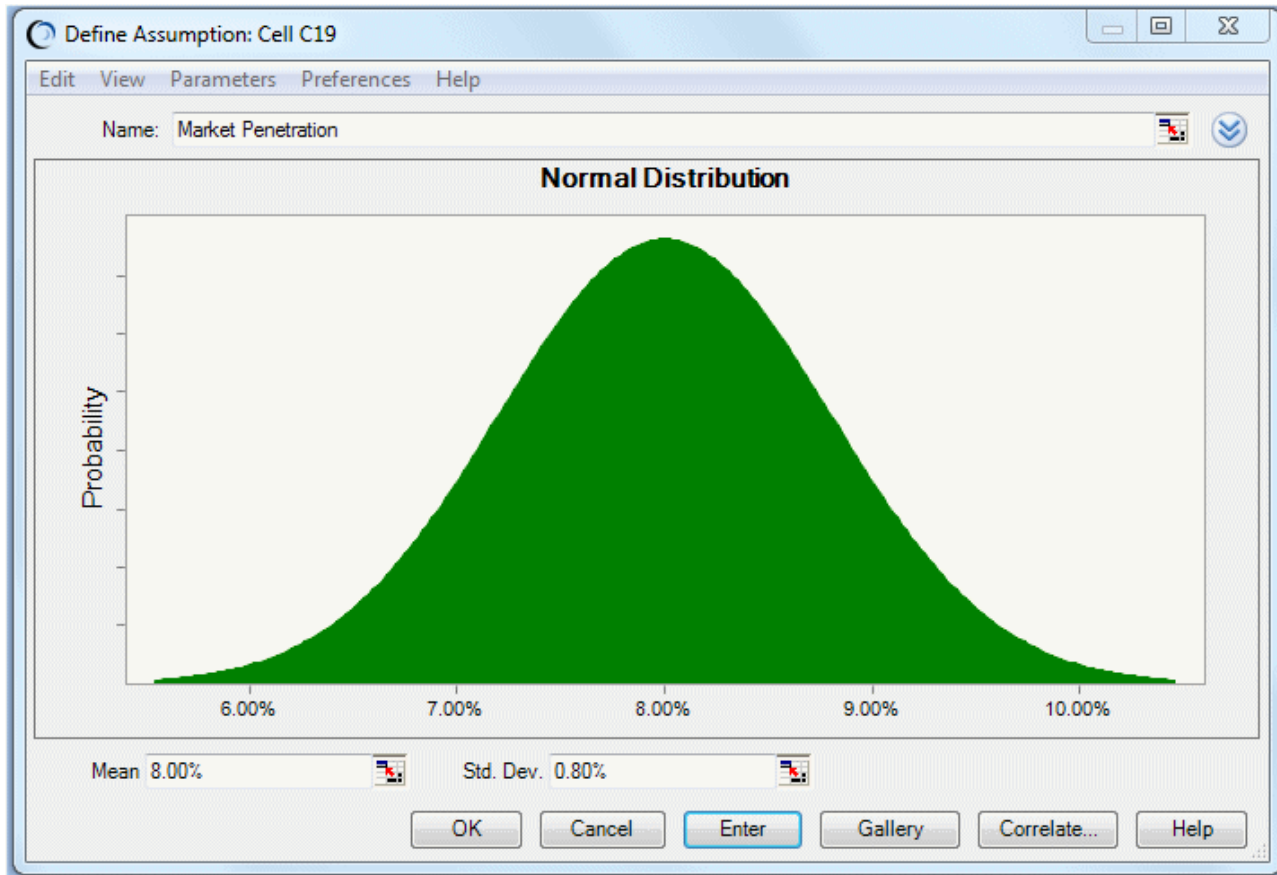 Define Assumption: Cell C19
Edit View Parameters Preferences Help
Name: Market Penetration
Normal Distribution
Probability
6.00% 7.00% 8.00% 9.00% 10.00%
Mean 8.00% Std. Dev. 0.80%
OK Cancel Enter Gallery Correlate... Help